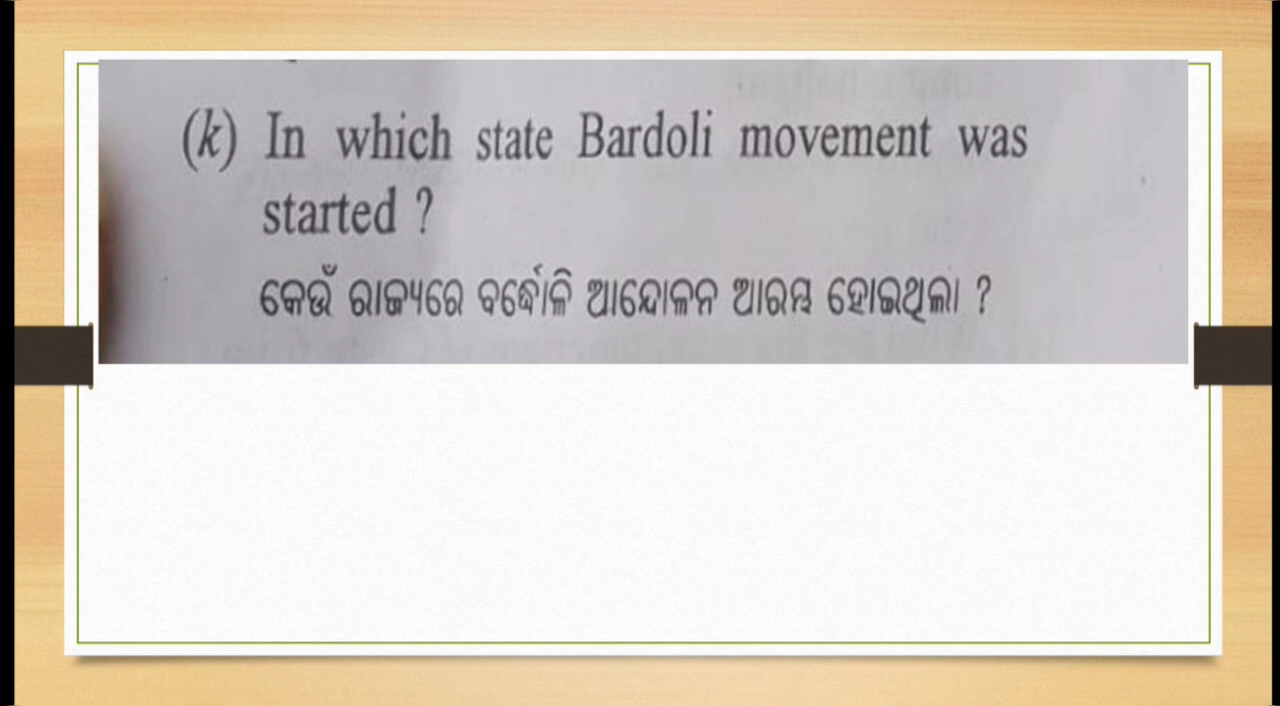 (k) In which state Bardoli movement was
started ?
କେଉଁ ରାଜ୍ୟରେ ବର୍ଦ୍ଧୋଳି ଆନ୍ଦୋଳନ ଆରମ୍ଭ ହୋଇଥିଲା ?